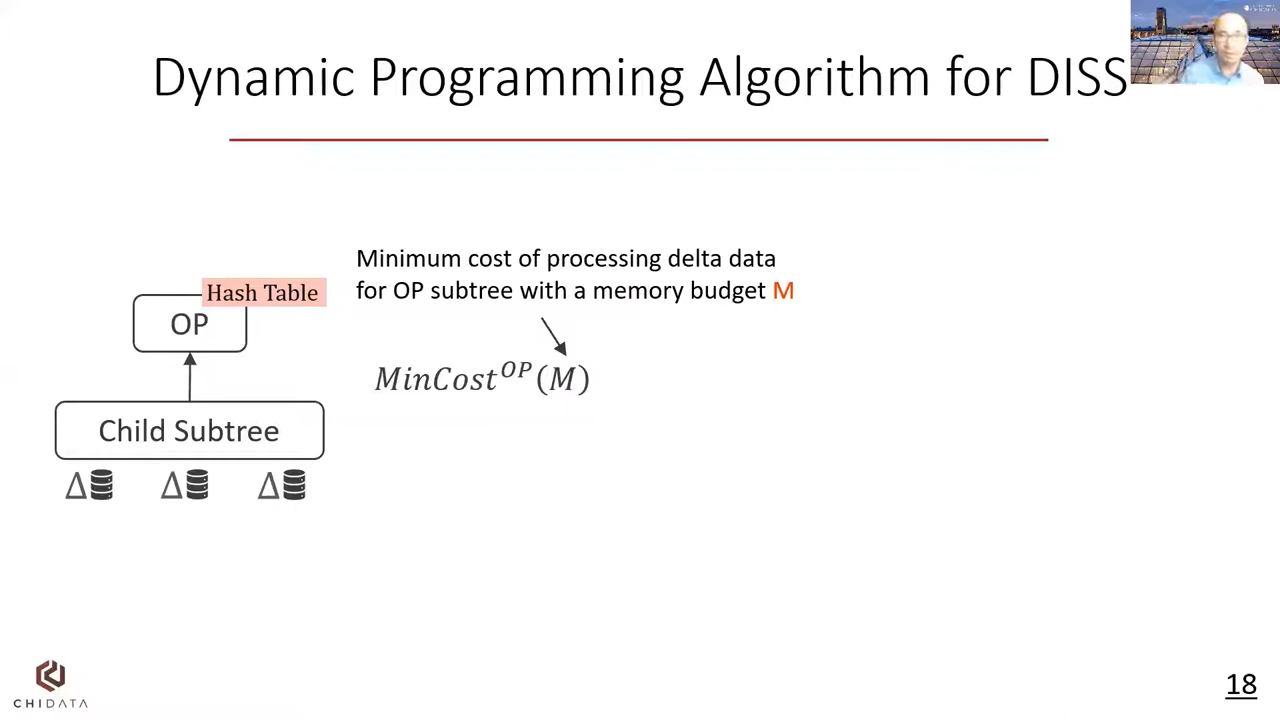 Dynamic Programming Algorithm for DISS
Minimum cost of processing delta data
for OP subtree with a memory budget M
Hash Table
OP
MinCost^OP(M)
Child Subtree
Δ Δ Δ
CHIDATA
18